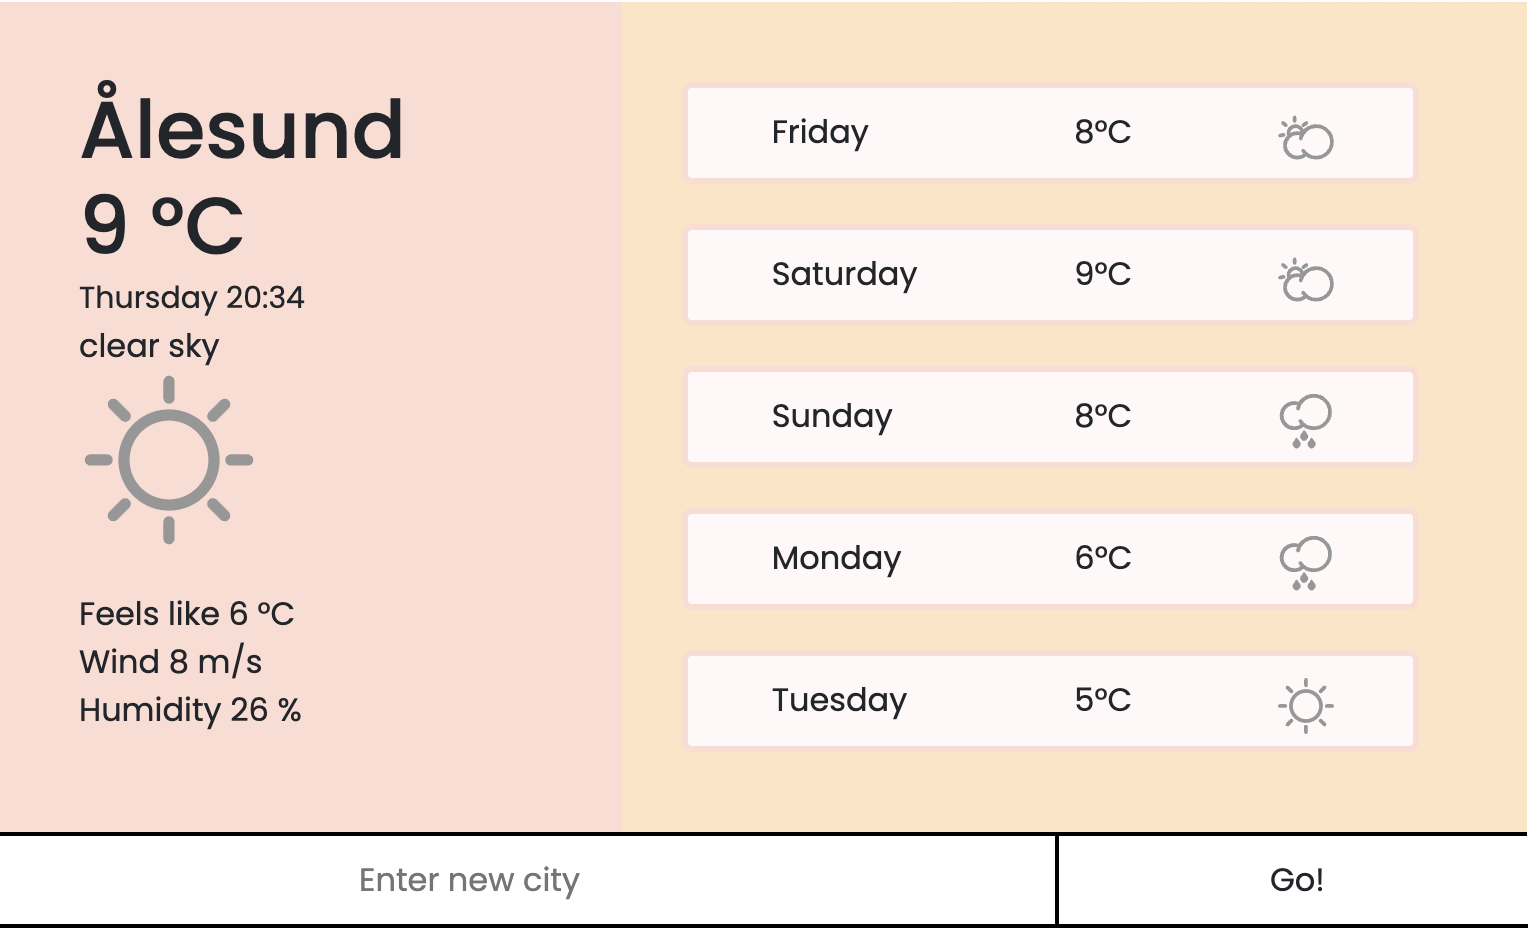 Ålesund
9 °C
Thursday 20:34
clear sky
Feels like 6 °C
Wind 8 m/s
Humidity 26 %
Friday 8°C
Saturday 9°C
Sunday 8°C
Monday 6°C
Tuesday 5°C
Enter new city
Go!